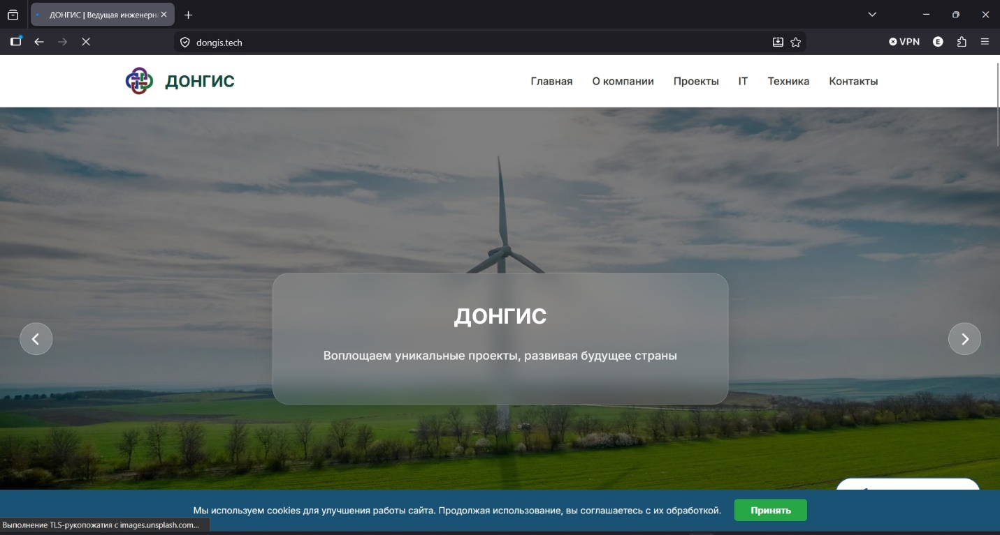 ДОНГИС | Ведущая инженерн
dongis.tech
VPN
E
ДОНГИС
Главная
О компании
Проекты
IT
Техника
Контакты
ДОНГИС
Воплощаем уникальные проекты, развивая будущее страны
Мы используем cookies для улучшения работы сайта. Продолжая использование, вы соглашаетесь с их обработкой.
Принять
Выполнение TLS-рукопожатия с images.unsplash.com...